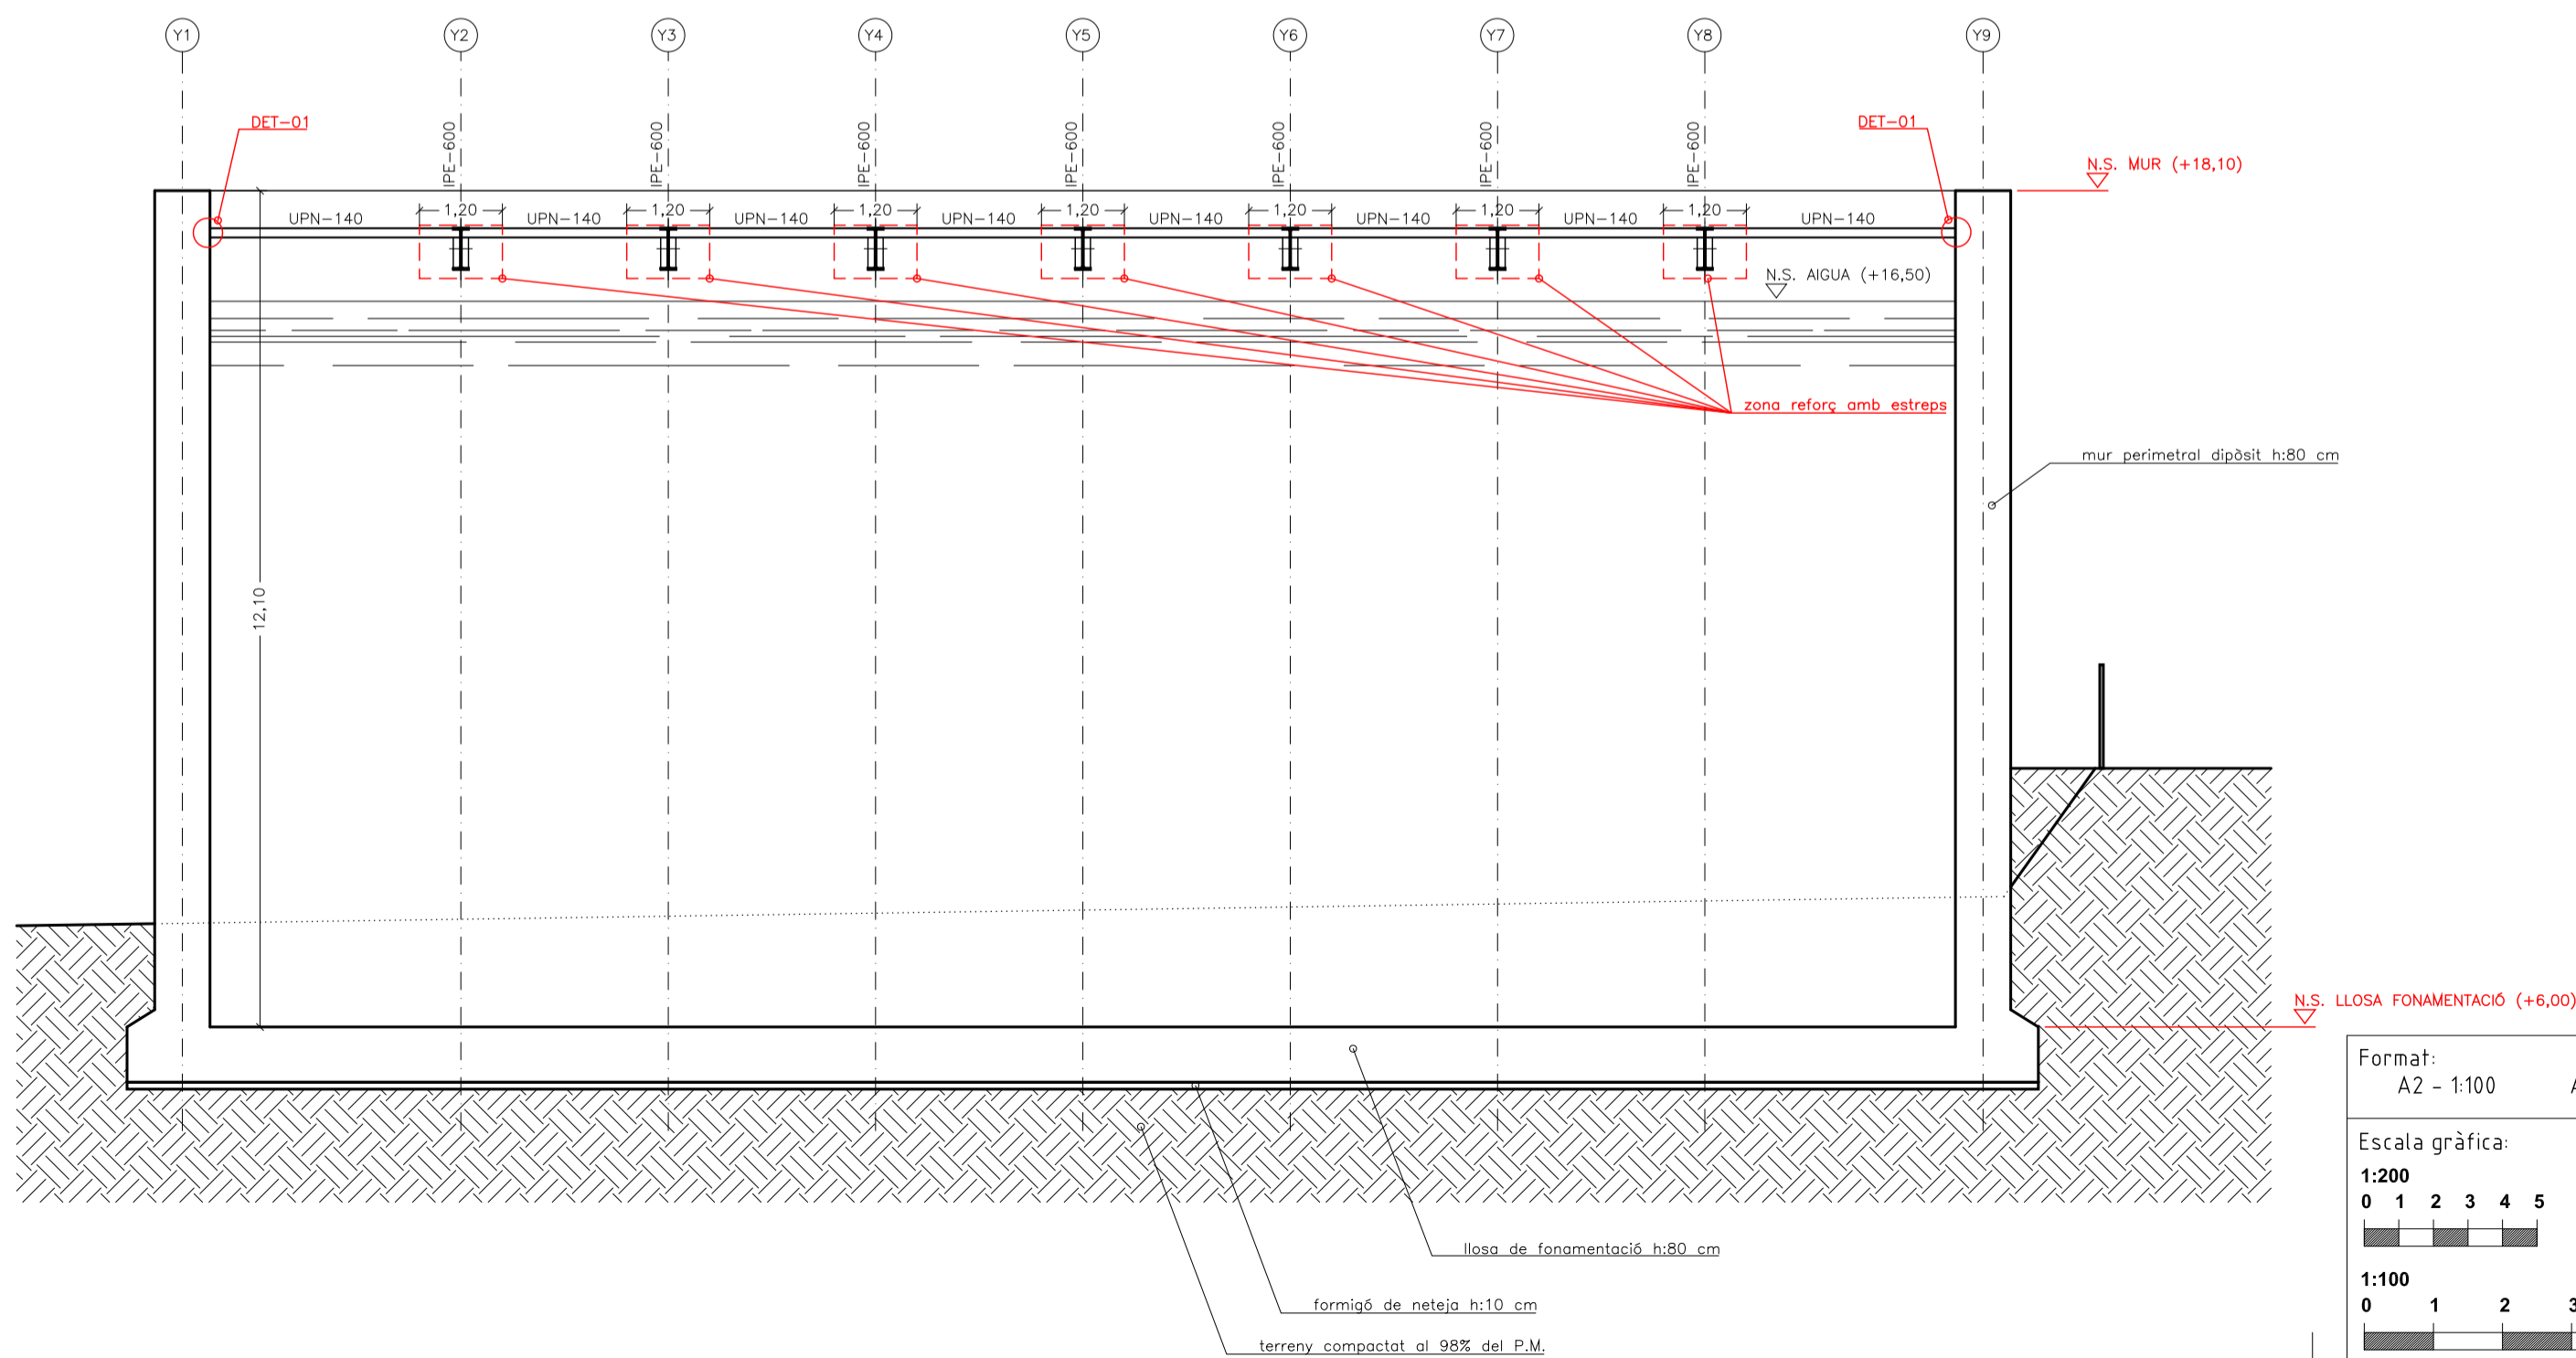 Y1 Y2 Y3 Y4 Y5 Y6 Y7 Y8 Y9
DET-01
DET-01
IPE-600 IPE-600 IPE-600 IPE-600 IPE-600 IPE-600 IPE-600
N.S. MUR (+18,10)
1,20 1,20 1,20 1,20 1,20 1,20 1,20
UPN-140 UPN-140 UPN-140 UPN-140 UPN-140 UPN-140 UPN-140 UPN-140
N.S. AIGUA (+16,50)
zona reforç amb estreps
mur perimetral dipòsit h:80 cm
12,10
N.S. LLOSA FONAMENTACIÓ (+6,00)
llosa de fonamentació h:80 cm
formigó de neteja h:10 cm
terreny compactat al 98% del P.M.
Format:
A2 - 1:100
Escala gràfica:
1:200
0 1 2 3 4 5
1:100
0 1 2 3